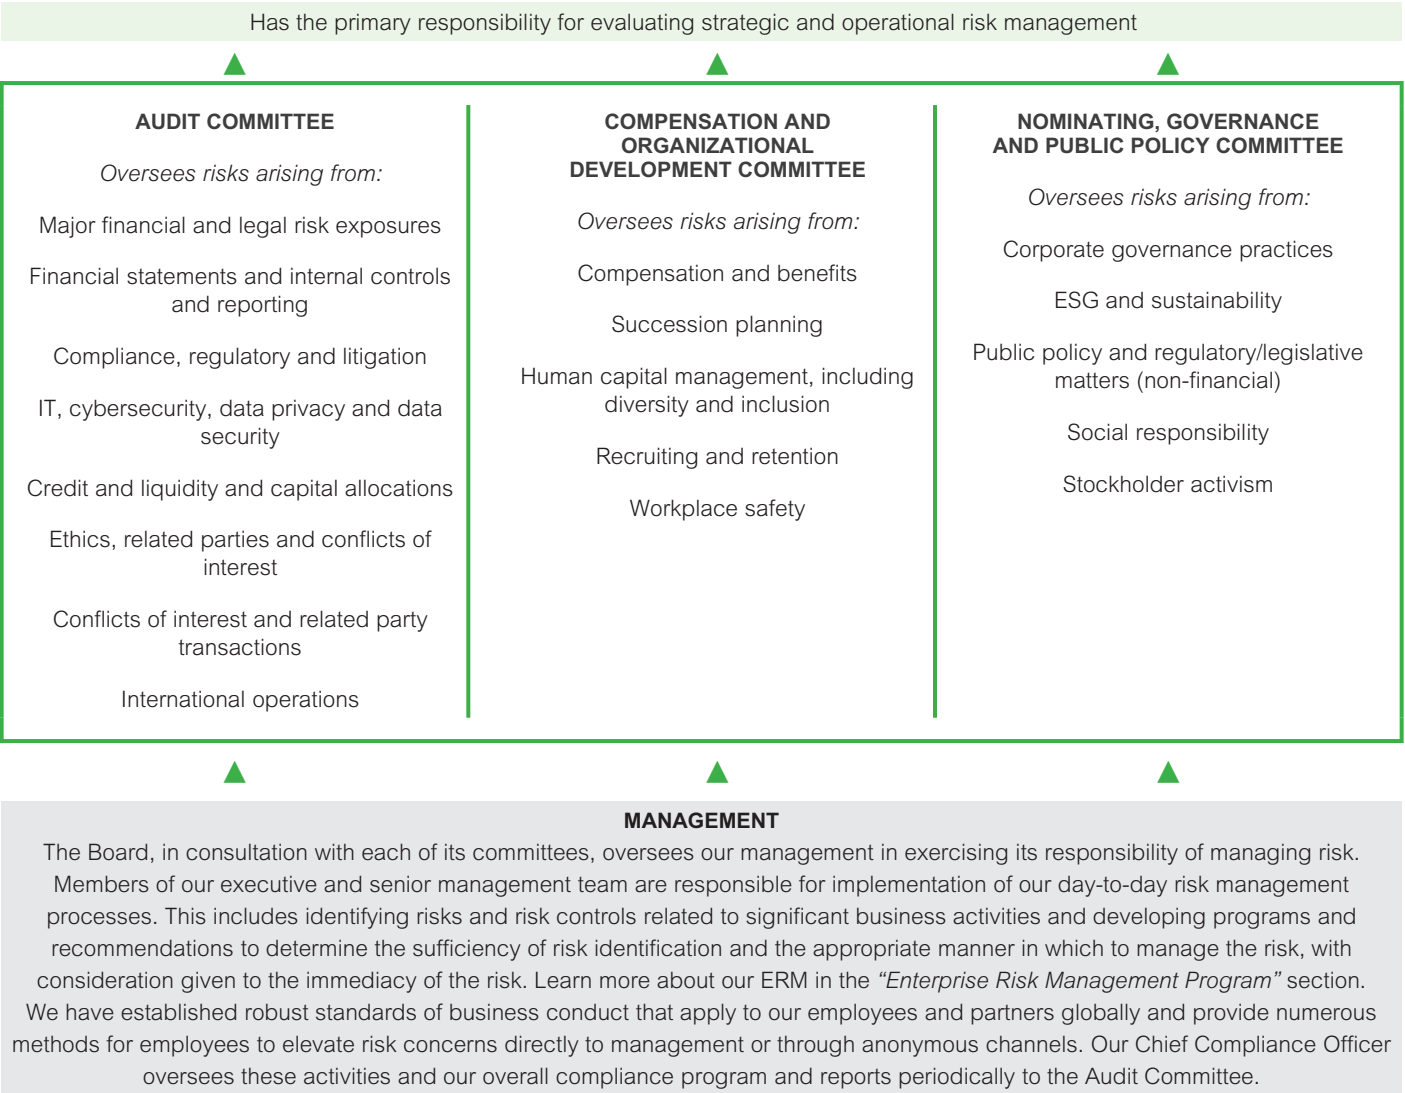 Has the primary responsibility for evaluating strategic and operational risk management
AUDIT COMMITTEE
Oversees risks arising from:
Major financial and legal risk exposures
Financial statements and internal controls
and reporting
Compliance, regulatory and litigation
IT, cybersecurity, data privacy and data
security
Credit and liquidity and capital allocations
Ethics, related parties and conflicts of
interest
Conflicts of interest and related party
transactions
International operations
COMPENSATION AND
ORGANIZATIONAL
DEVELOPMENT COMMITTEE
Oversees risks arising from:
Compensation and benefits
Succession planning
Human capital management, including
diversity and inclusion
Recruiting and retention
Workplace safety
NOMINATING, GOVERNANCE
AND PUBLIC POLICY COMMITTEE
Oversees risks arising from:
Corporate governance practices
ESG and sustainability
Public policy and regulatory/legislative
matters (non-financial)
Social responsibility
Stockholder activism
MANAGEMENT
The Board, in consultation with each of its committees, oversees our management in exercising its responsibility of managing risk.
Members of our executive and senior management team are responsible for implementation of our day-to-day risk management
processes. This includes identifying risks and risk controls related to significant business activities and developing programs and
recommendations to determine the sufficiency of risk identification and the appropriate manner in which to manage the risk, with
consideration given to the immediacy of the risk. Learn more about our ERM in the “Enterprise Risk Management Program” section.
We have established robust standards of business conduct that apply to our employees and partners globally and provide numerous
methods for employees to elevate risk concerns directly to management or through anonymous channels. Our Chief Compliance Officer
oversees these activities and our overall compliance program and reports periodically to the Audit Committee.